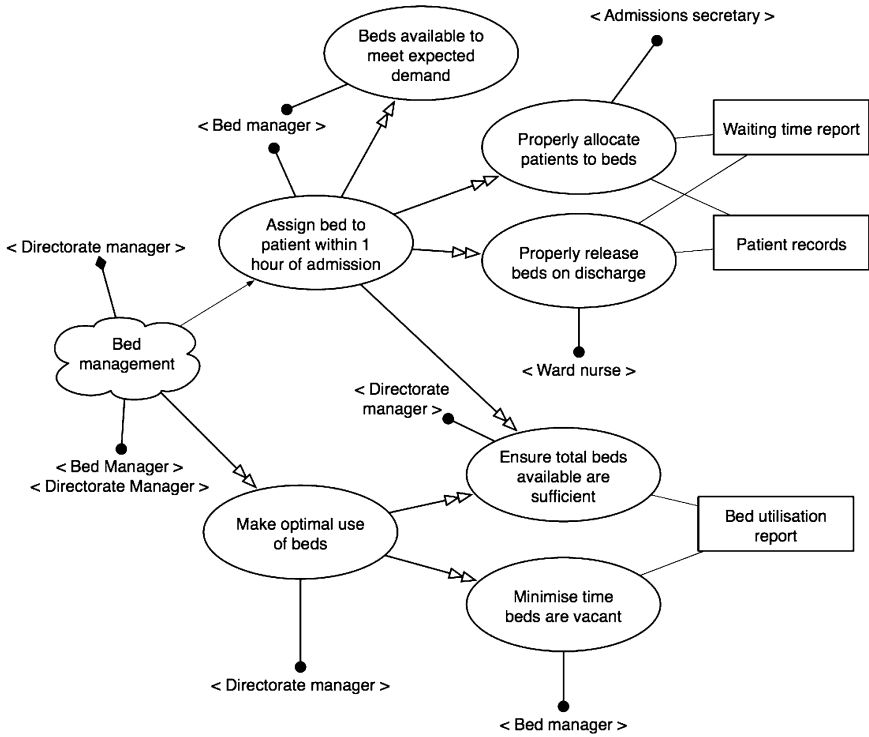 < Admissions secretary >
Beds available to
meet expected
demand
< Bed manager >
Properly allocate
patients to beds
Waiting time report
< Directorate manager >
Assign bed to
patient within 1
hour of admission
Properly release
beds on discharge
Patient records
Bed
management
< Ward nurse >
< Directorate
manager >
< Bed Manager >
< Directorate Manager >
Ensure total beds
available are
sufficient
Make optimal use
of beds
Bed utilisation
report
Minimise time
beds are vacant
< Directorate manager >
< Bed manager >